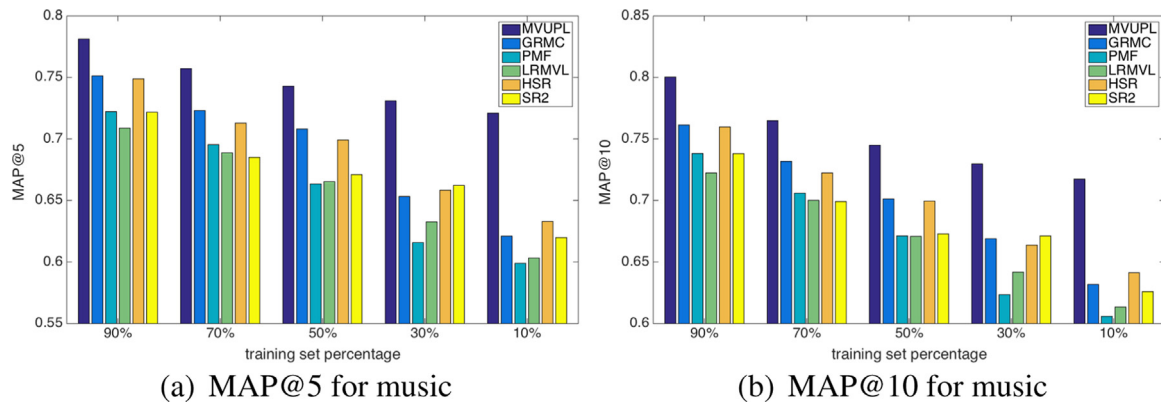 0.8
0.75
0.7
0.65
0.6
0.55
MAP@5
MVUPL
GRMC
PMF
LRMVL
HSR
SR2
90% 70% 50% 30% 10%
training set percentage
(a) MAP@5 for music
0.85
0.8
0.75
0.7
0.65
0.6
MAP@10
MVUPL
GRMC
PMF
LRMVL
HSR
SR2
90% 70% 50% 30% 10%
training set percentage
(b) MAP@10 for music